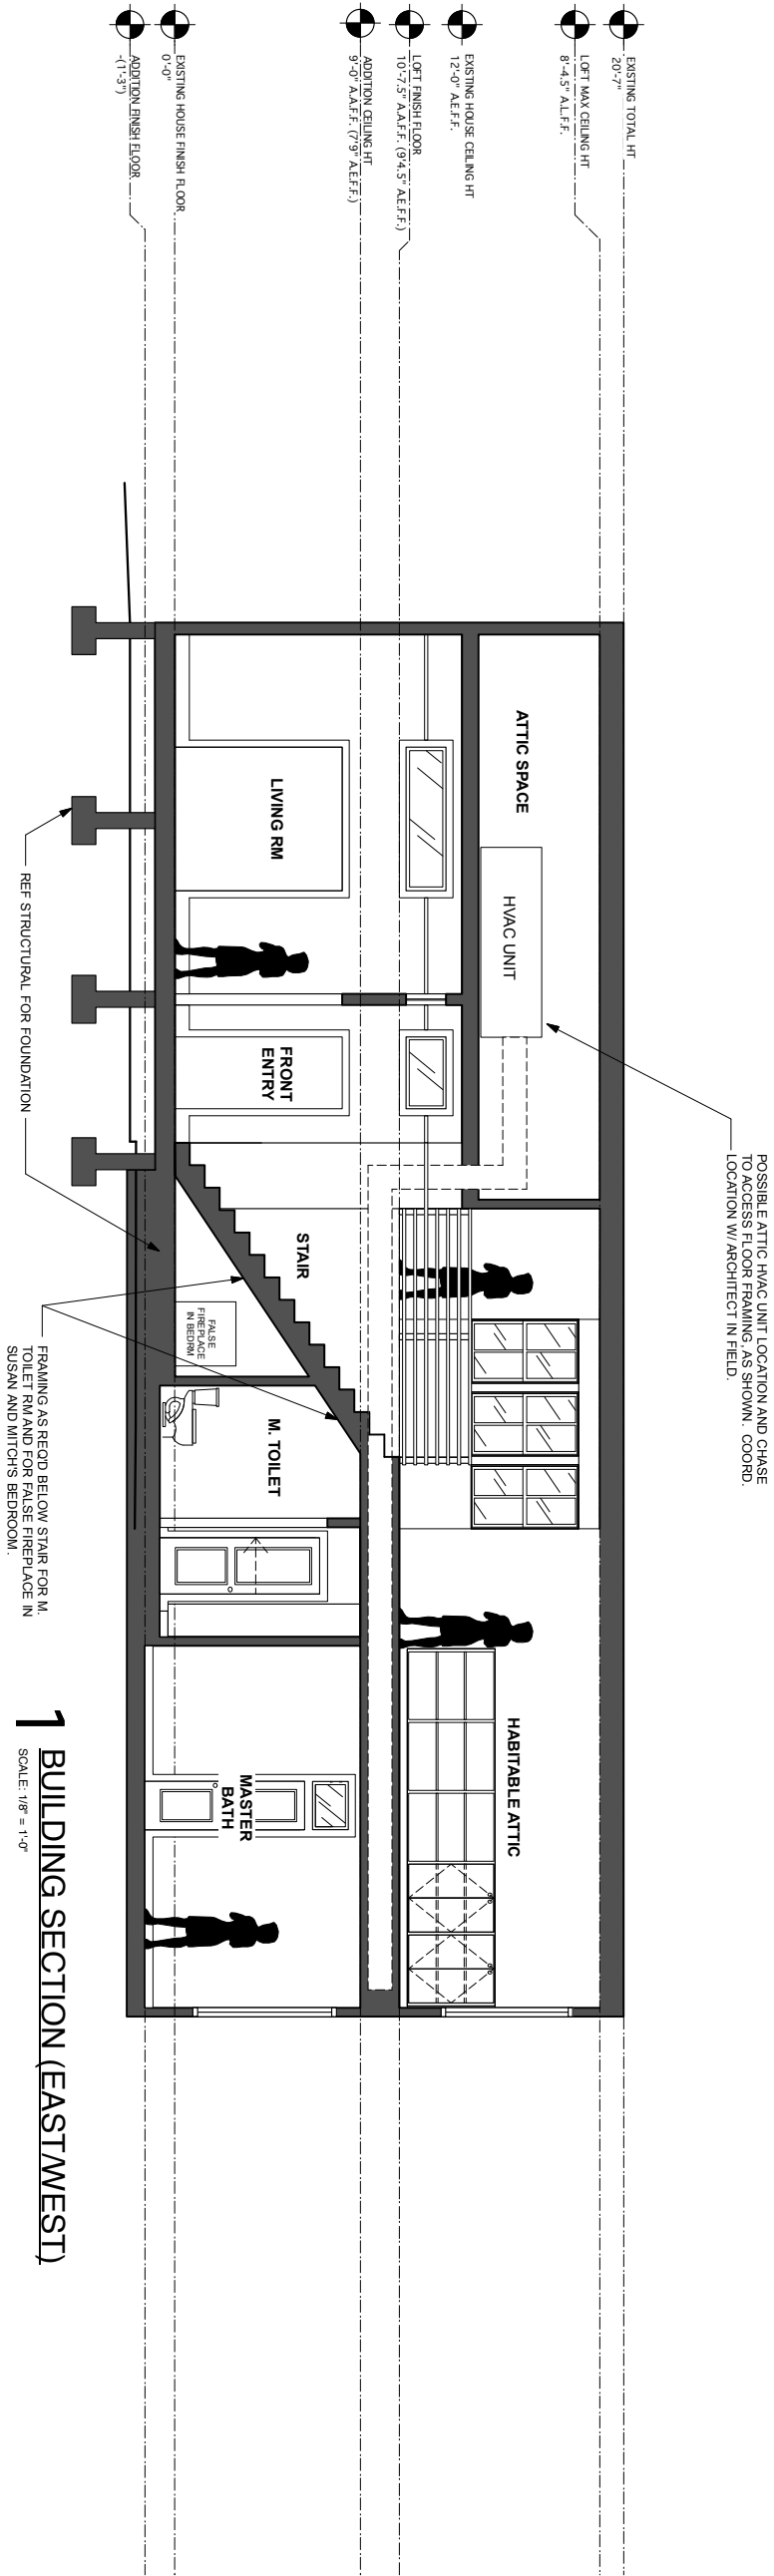 EXISTING TOTAL HT
20'-7"
LOFT MAX CEILING HT
8'-4.5" A.L.F.F.
EXISTING HOUSE CEILING HT
12'-0" A.E.F.F.
LOFT FINISH FLOOR
10'-7.5" A.A.F.F. (9'4.5" A.E.F.F.)
ADDITION CEILING HT
9'-0" A.A.F.F. (7'9" A.E.F.F.)
EXISTING HOUSE FINISH FLOOR
0'-0"
ADDITION FINISH FLOOR
-(1'-3")
POSSIBLE ATTIC HVAC UNIT LOCATION AND CHASE
TO ACCESS FLOOR FRAMING, AS SHOWN. COORD.
LOCATION W/ ARCHITECT IN FIELD.
ATTIC SPACE
HVAC UNIT
LIVING RM
FRONT
ENTRY
STAIR
FALSE
FIREPLACE
IN BEDRM
M. TOILET
HABITABLE ATTIC
MASTER
BATH
REF STRUCTURAL FOR FOUNDATION
FRAMING AS REQ'D BELOW STAIR FOR M.
TOILET RM AND FOR FALSE FIREPLACE IN
SUSAN AND MITCH'S BEDROOM.
1 BUILDING SECTION (EAST/WEST)
SCALE: 1/8" = 1'-0"